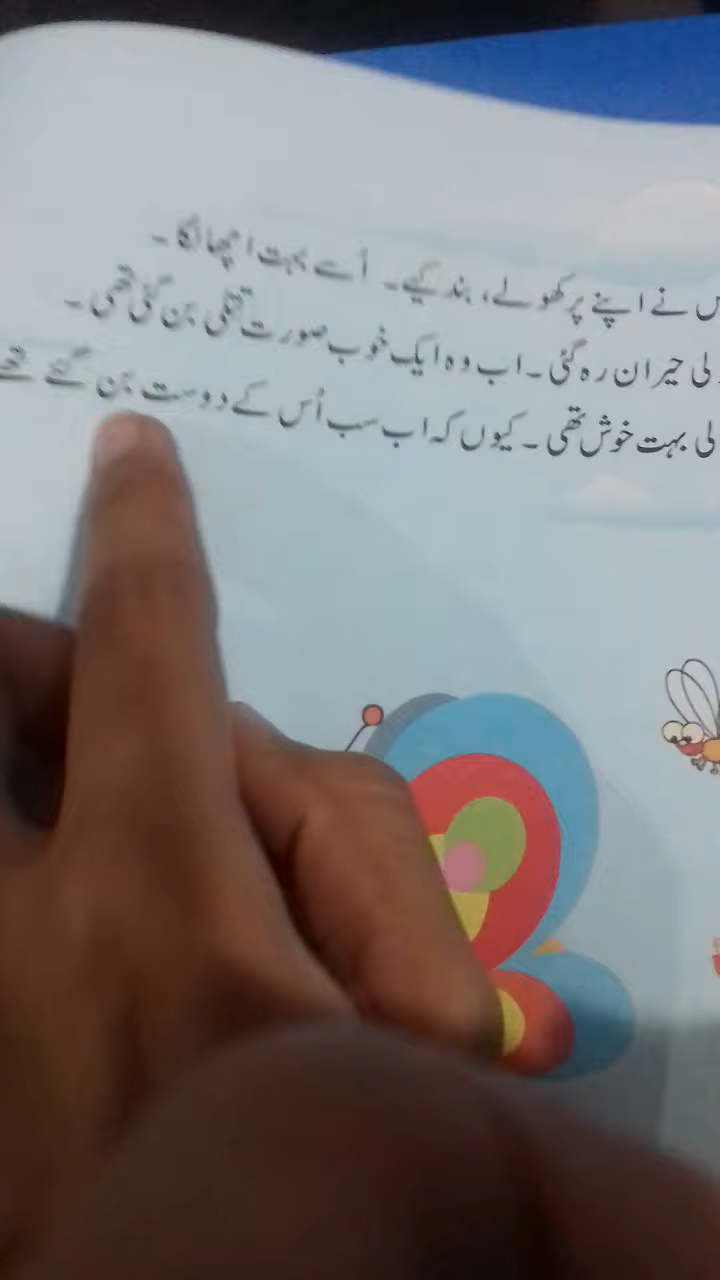 نے اپنے پر کھولے، بند کیے۔ اُسے بہت اچھا لگا۔
لی حیران رہ گئی۔ اب وہ ایک خوب صورت تتلی بن گئی تھی۔
لی بہت خوش تھی۔ کیوں کہ اب سب اُس کے دوست بن گئے تھے